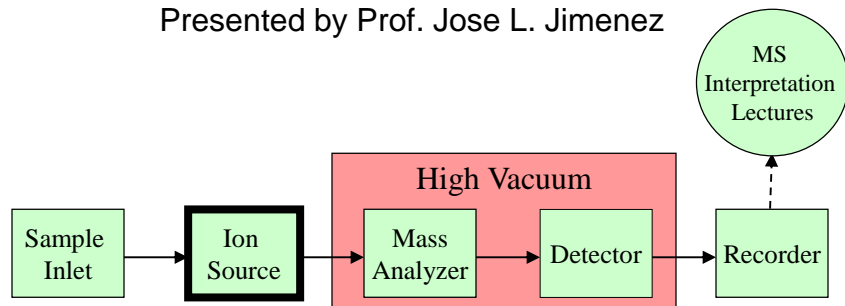 Presented by Prof. Jose L. Jimenez
MS
Interpretation
Lectures
High Vacuum
Sample
Inlet
Ion
Source
Mass
Analyzer
Detector
Recorder